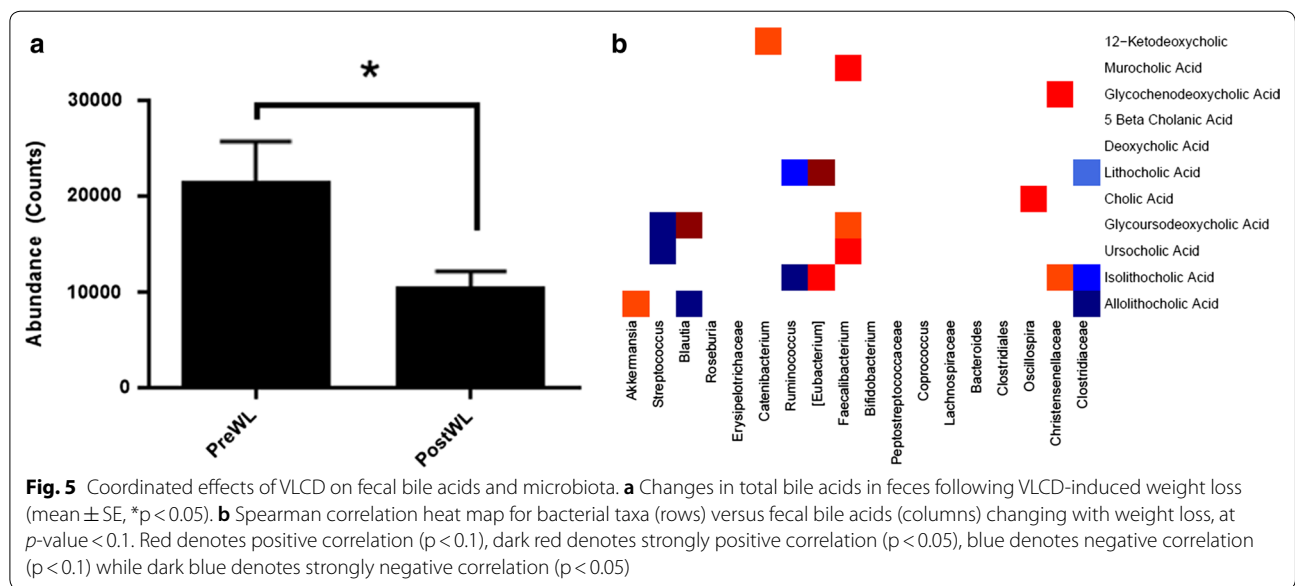 a
*
30000
20000
10000
0
Abundance (Counts)
PreWL
PostWL
b
12-Ketodeoxycholic
Murocholic Acid
Glycochenodeoxycholic Acid
5 Beta Cholanic Acid
Deoxycholic Acid
Lithocholic Acid
Cholic Acid
Glycoursodeoxycholic Acid
Ursocholic Acid
Isolithocholic Acid
Allolithocholic Acid
Akkermansia
Streptococcus
Blautia
Roseburia
Erysipelotrichaceae
Catenibacterium
Ruminococcus
[Eubacterium]
Faecalibacterium
Bifidobacterium
Peptostreptococcaceae
Coprococcus
Lachnospiraceae
Bacteroides
Clostridiales
Oscillospira
Christensenellaceae
Clostridiaceae
Fig. 5 Coordinated effects of VLCD on fecal bile acids and microbiota. a Changes in total bile acids in feces following VLCD-induced weight loss
(mean ± SE, *p < 0.05). b Spearman correlation heat map for bacterial taxa (rows) versus fecal bile acids (columns) changing with weight loss, at
p-value < 0.1. Red denotes positive correlation (p < 0.1), dark red denotes strongly positive correlation (p < 0.05), blue denotes negative correlation
(p < 0.1) while dark blue denotes strongly negative correlation (p < 0.05)